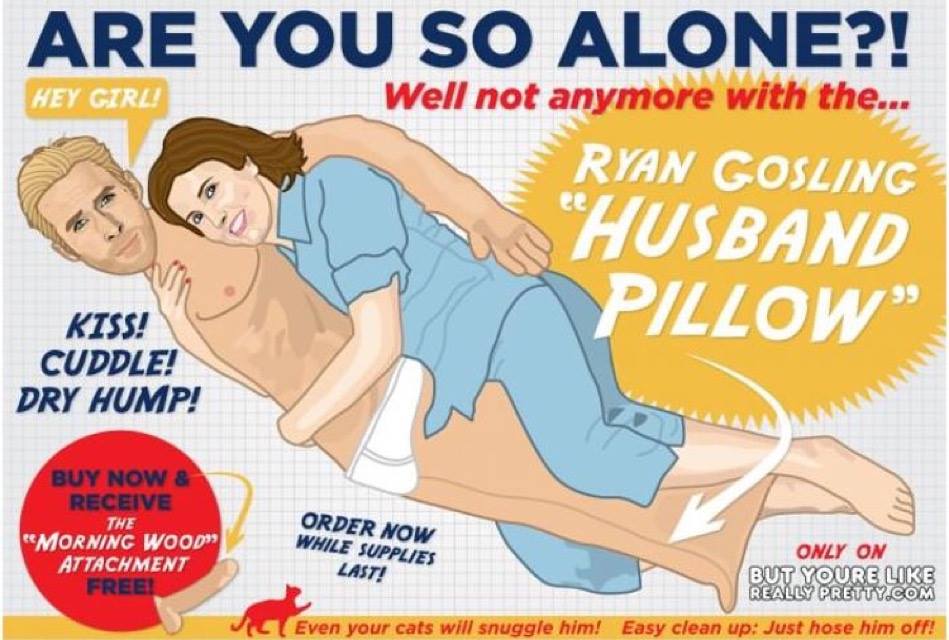 ARE YOU SO ALONE?!
HEY GIRL!
Well not anymore with the...
RYAN GOSLING
“HUSBAND
PILLOW”
KISS!
CUDDLE!
DRY HUMP!
BUY NOW &
RECEIVE
THE
“MORNING WOOD”
ATTACHMENT
FREE!
ORDER NOW
WHILE SUPPLIES
LAST!
ONLY ON
BUT YOURE LIKE
REALLY PRETTY.COM
Even your cats will snuggle him! Easy clean up: Just hose him off!